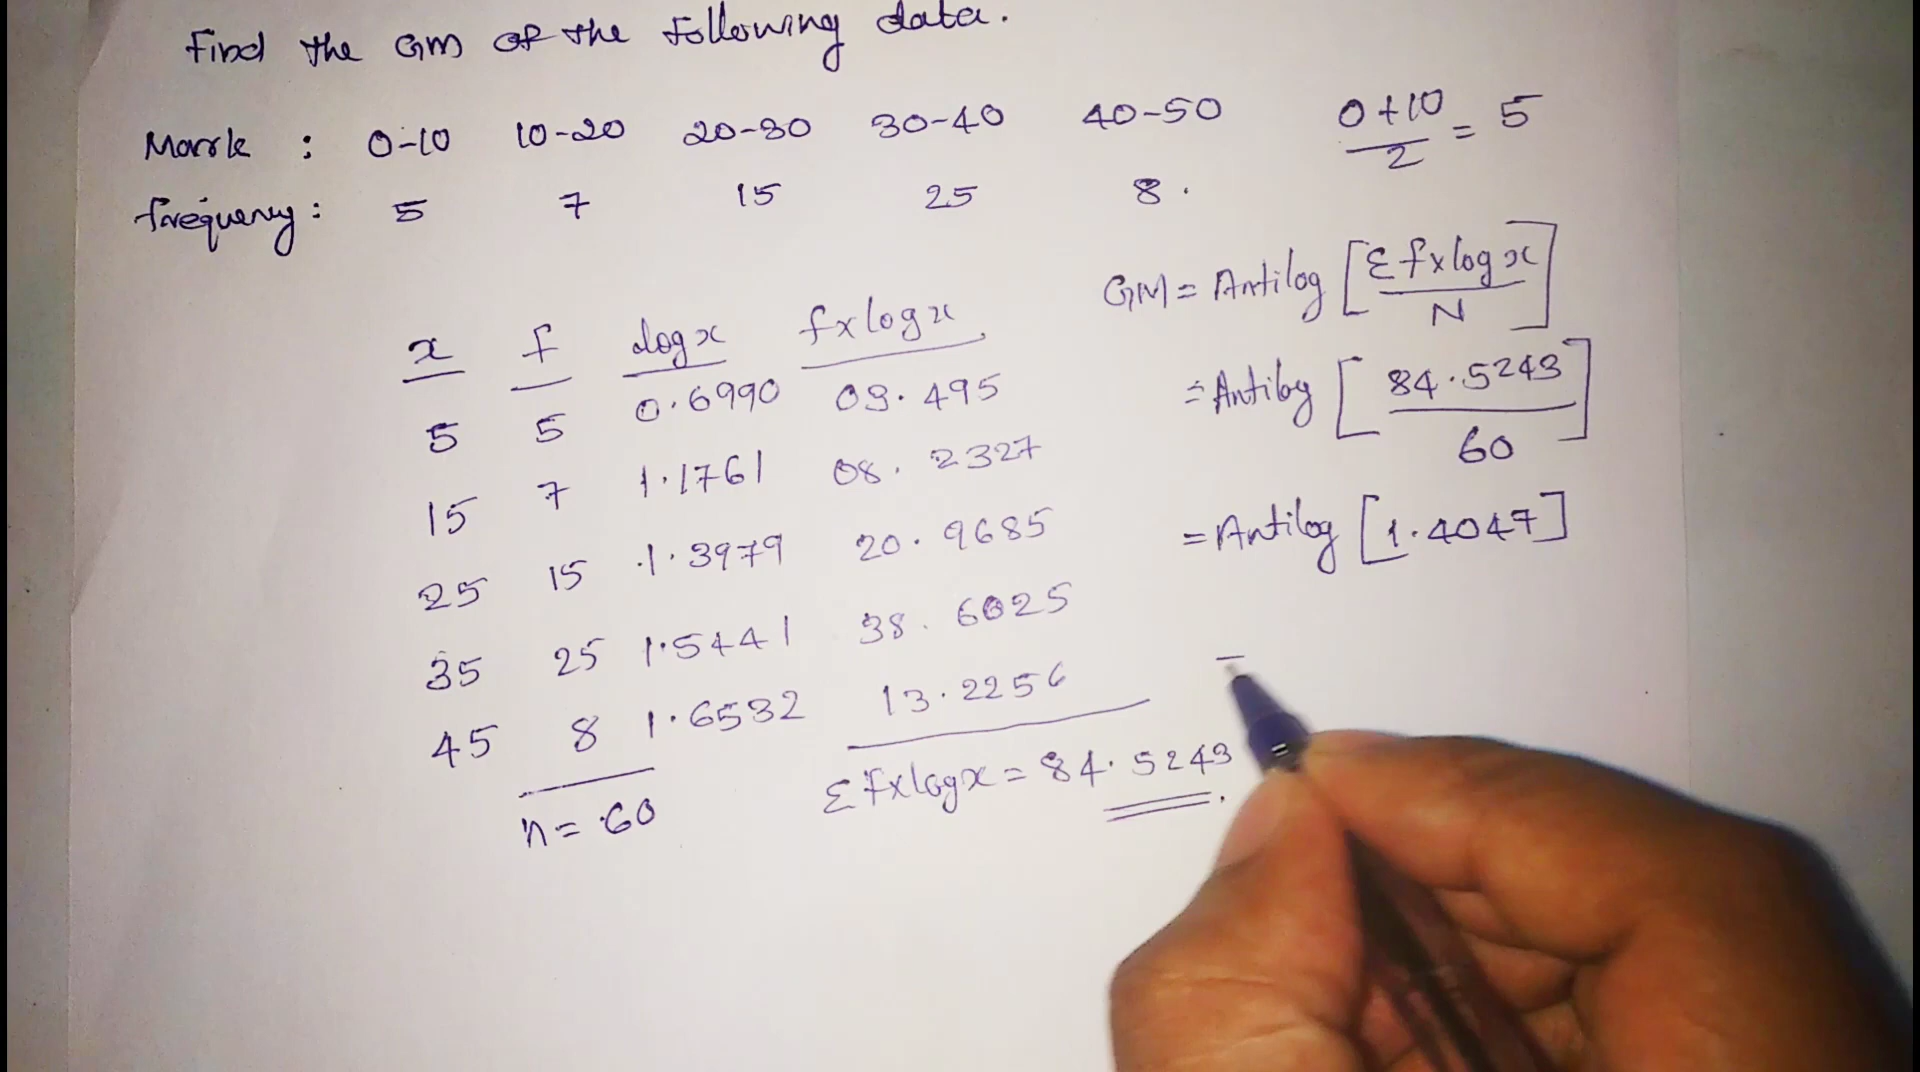 Find the GM of the following data.
Mark : 0-10 10-20 20-30 30-40 40-50
frequency : 5 7 15 25 8.
0+10/2 = 5
x f log x f x log x
5 5 0.6990 03.495
15 7 1.1761 08.2327
25 15 1.3979 20.9685
35 25 1.5441 38.6025
45 8 1.6532 13.2256
n = 60
Σ f x log x = 84.5243.
GM = Antilog [Σ f x log x / N]
= Antilog [84.5243 / 60]
= Antilog [1.4047]